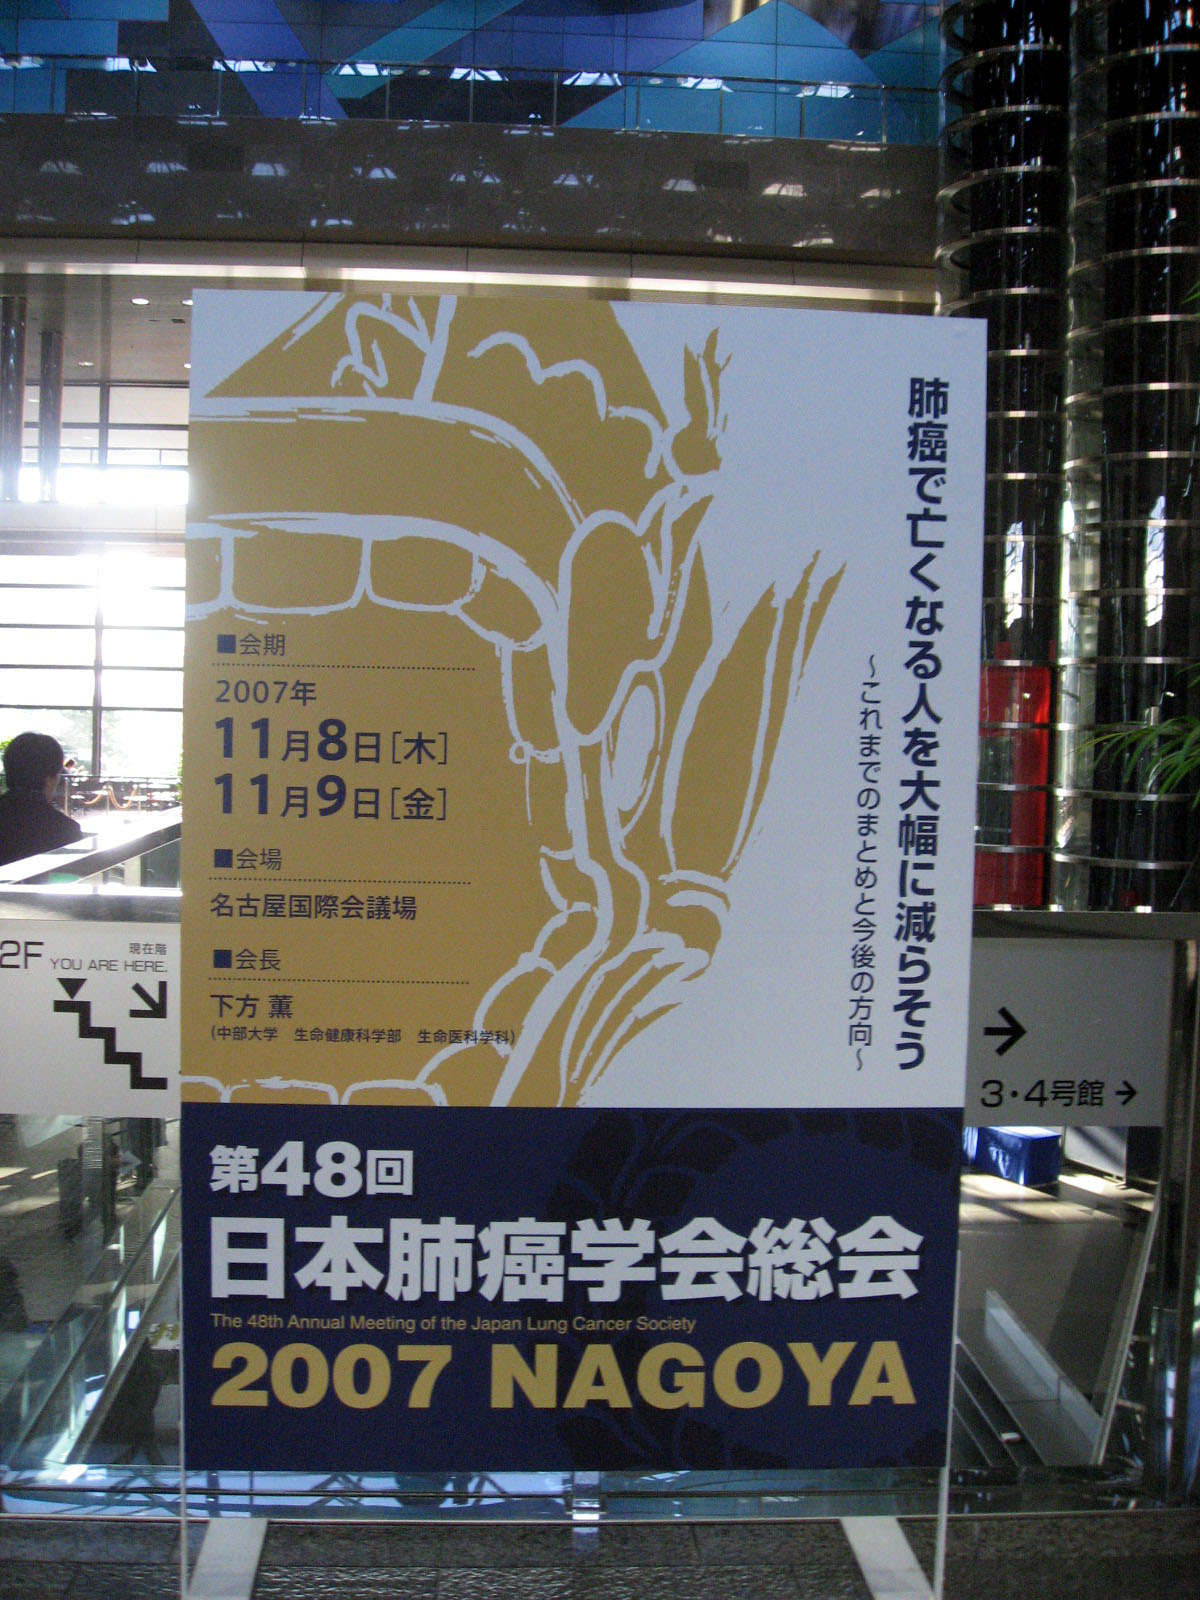 肺癌で亡くなる人を大幅に減らそう
～これまでのまとめと今後の方向～
■会期
2007年
11月8日[木]
11月9日[金]
■会場
名古屋国際会議場
■会長
下方 薫
(中部大学 生命健康科学部 生命医科学科)
第48回
日本肺癌学会総会
The 48th Annual Meeting of the Japan Lung Cancer Society
2007 NAGOYA
2F 現在階
YOU ARE HERE.
3・4号館→